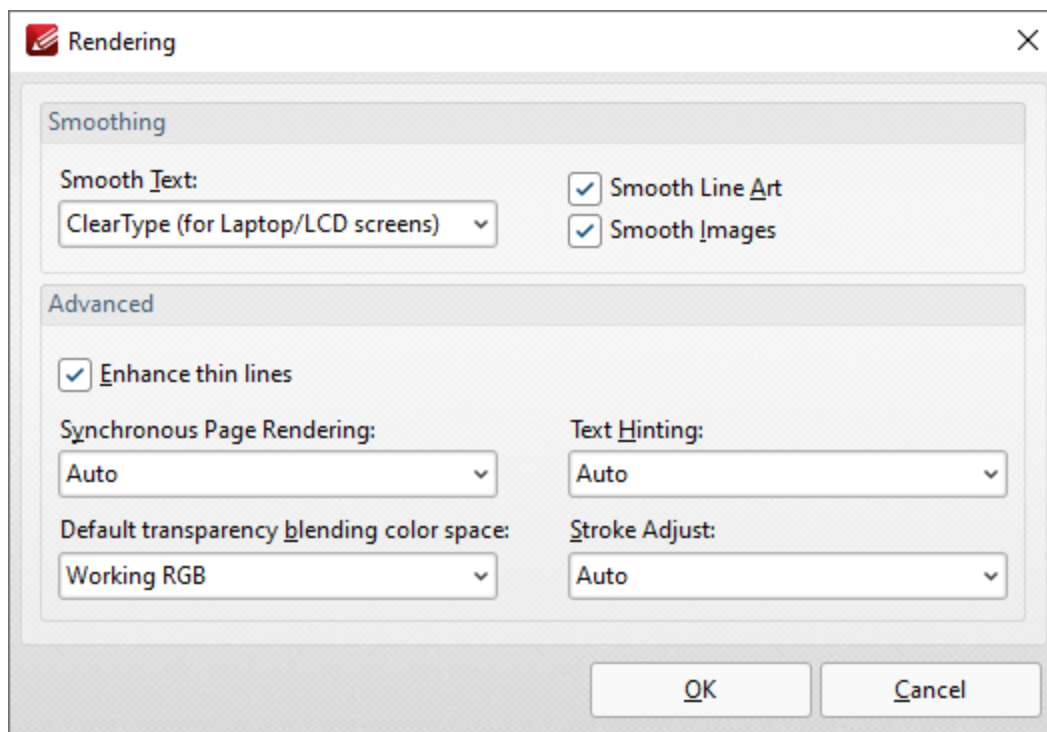 Rendering
Smoothing
Smooth Text:
ClearType (for Laptop/LCD screens)
Smooth Line Art
Smooth Images
Advanced
Enhance thin lines
Synchronous Page Rendering:
Text Hinting:
Auto
Auto
Default transparency blending color space:
Stroke Adjust:
Working RGB
Auto
OK
Cancel